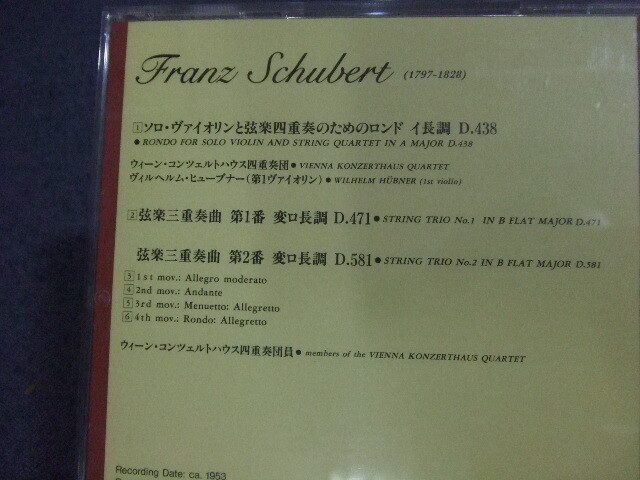 Franz Schubert (1797-1828)
1 ソロ・ヴァイオリンと弦楽四重奏のためのロンド イ長調 D.438
● RONDO FOR SOLO VIOLIN AND STRING QUARTET IN A MAJOR D.438
ウィーン・コンツェルトハウス四重奏団 ● VIENNA KONZERTHAUS QUARTET
ヴィルヘルム・ヒューブナー(第1ヴァイオリン) ● WILHELM HÜBNER (1st violin)
2 弦楽三重奏曲 第1番 変ロ長調 D.471 ● STRING TRIO No.1 IN B FLAT MAJOR D.471
弦楽三重奏曲 第2番 変ロ長調 D.581 ● STRING TRIO No.2 IN B FLAT MAJOR D.581
3 1st mov.: Allegro moderato
4 2nd mov.: Andante
5 3rd mov.: Menuetto: Allegretto
6 4th mov.: Rondo: Allegretto
ウィーン・コンツェルトハウス四重奏団員 ● members of the VIENNA KONZERTHAUS QUARTET
Recording Date: ca. 1953